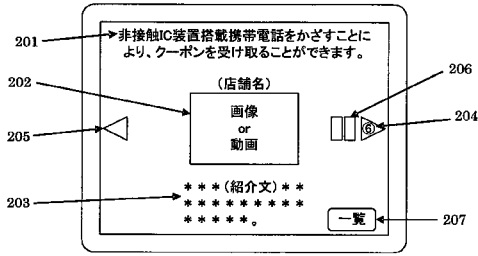 201
非接触IC装置搭載携帯電話をかざすことに
より、クーポンを受け取ることができます。
206
202
(店舗名)
画像
or
動画
205
⑥
204
203
***(紹介文)**
*********
*****。
一覧
207